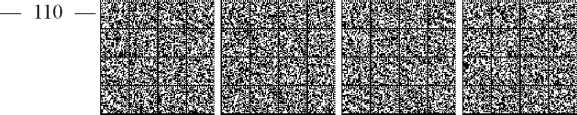 — 110 —